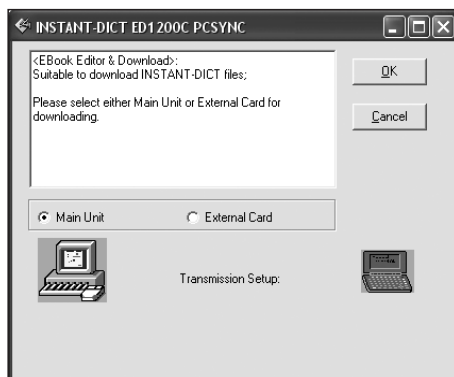 INSTANT-DICT ED1200C PCSYNC
<EBook Editor & Download>:
Suitable to download INSTANT-DICT files;
Please select either Main Unit or External Card for
downloading.
OK
Cancel
Main Unit
External Card
Transmission Setup: